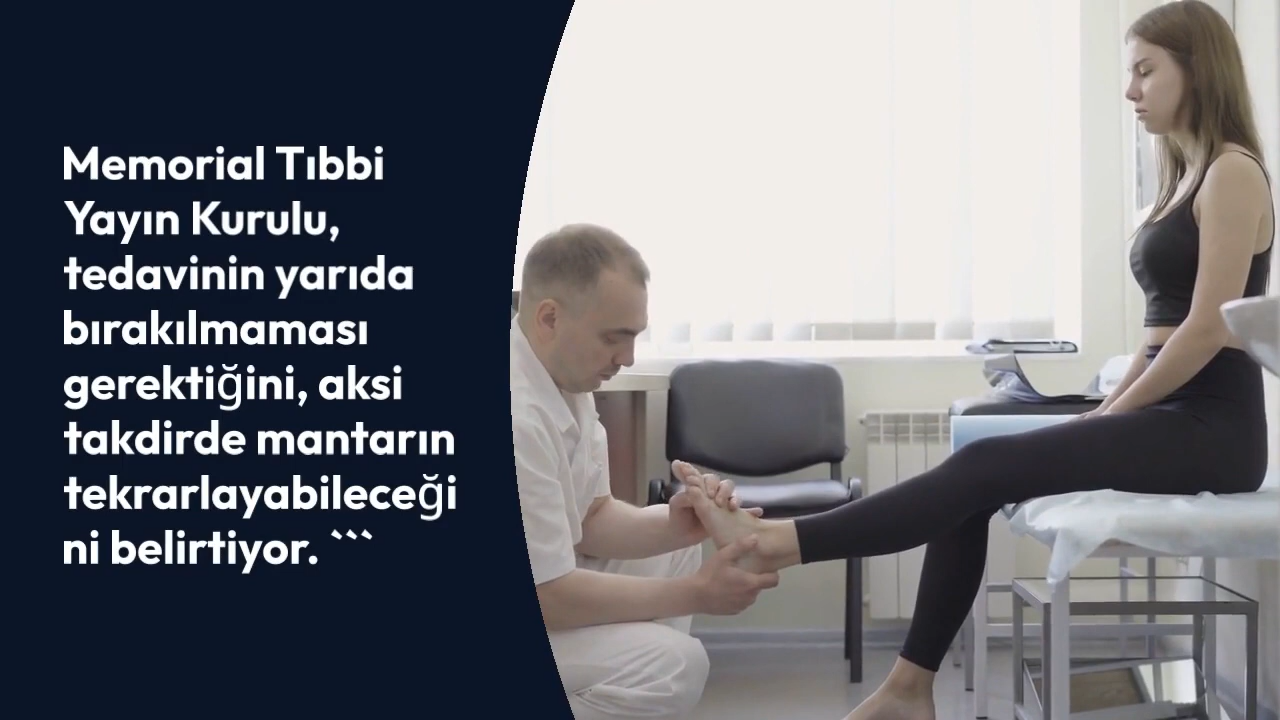 Memorial Tıbbi
Yayın Kurulu,
tedavinin yarıda
bırakılmaması
gerektiğini, aksi
takdirde mantarın
tekrarlayabileceği
ni belirtiyor. ```